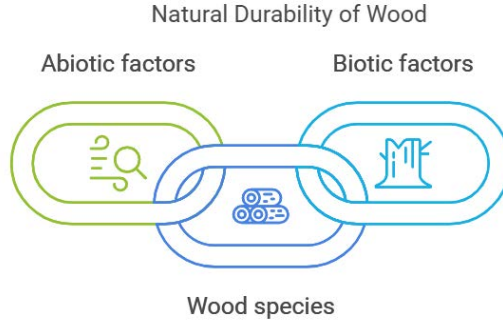 Natural Durability of Wood
Abiotic factors
Biotic factors
Wood species